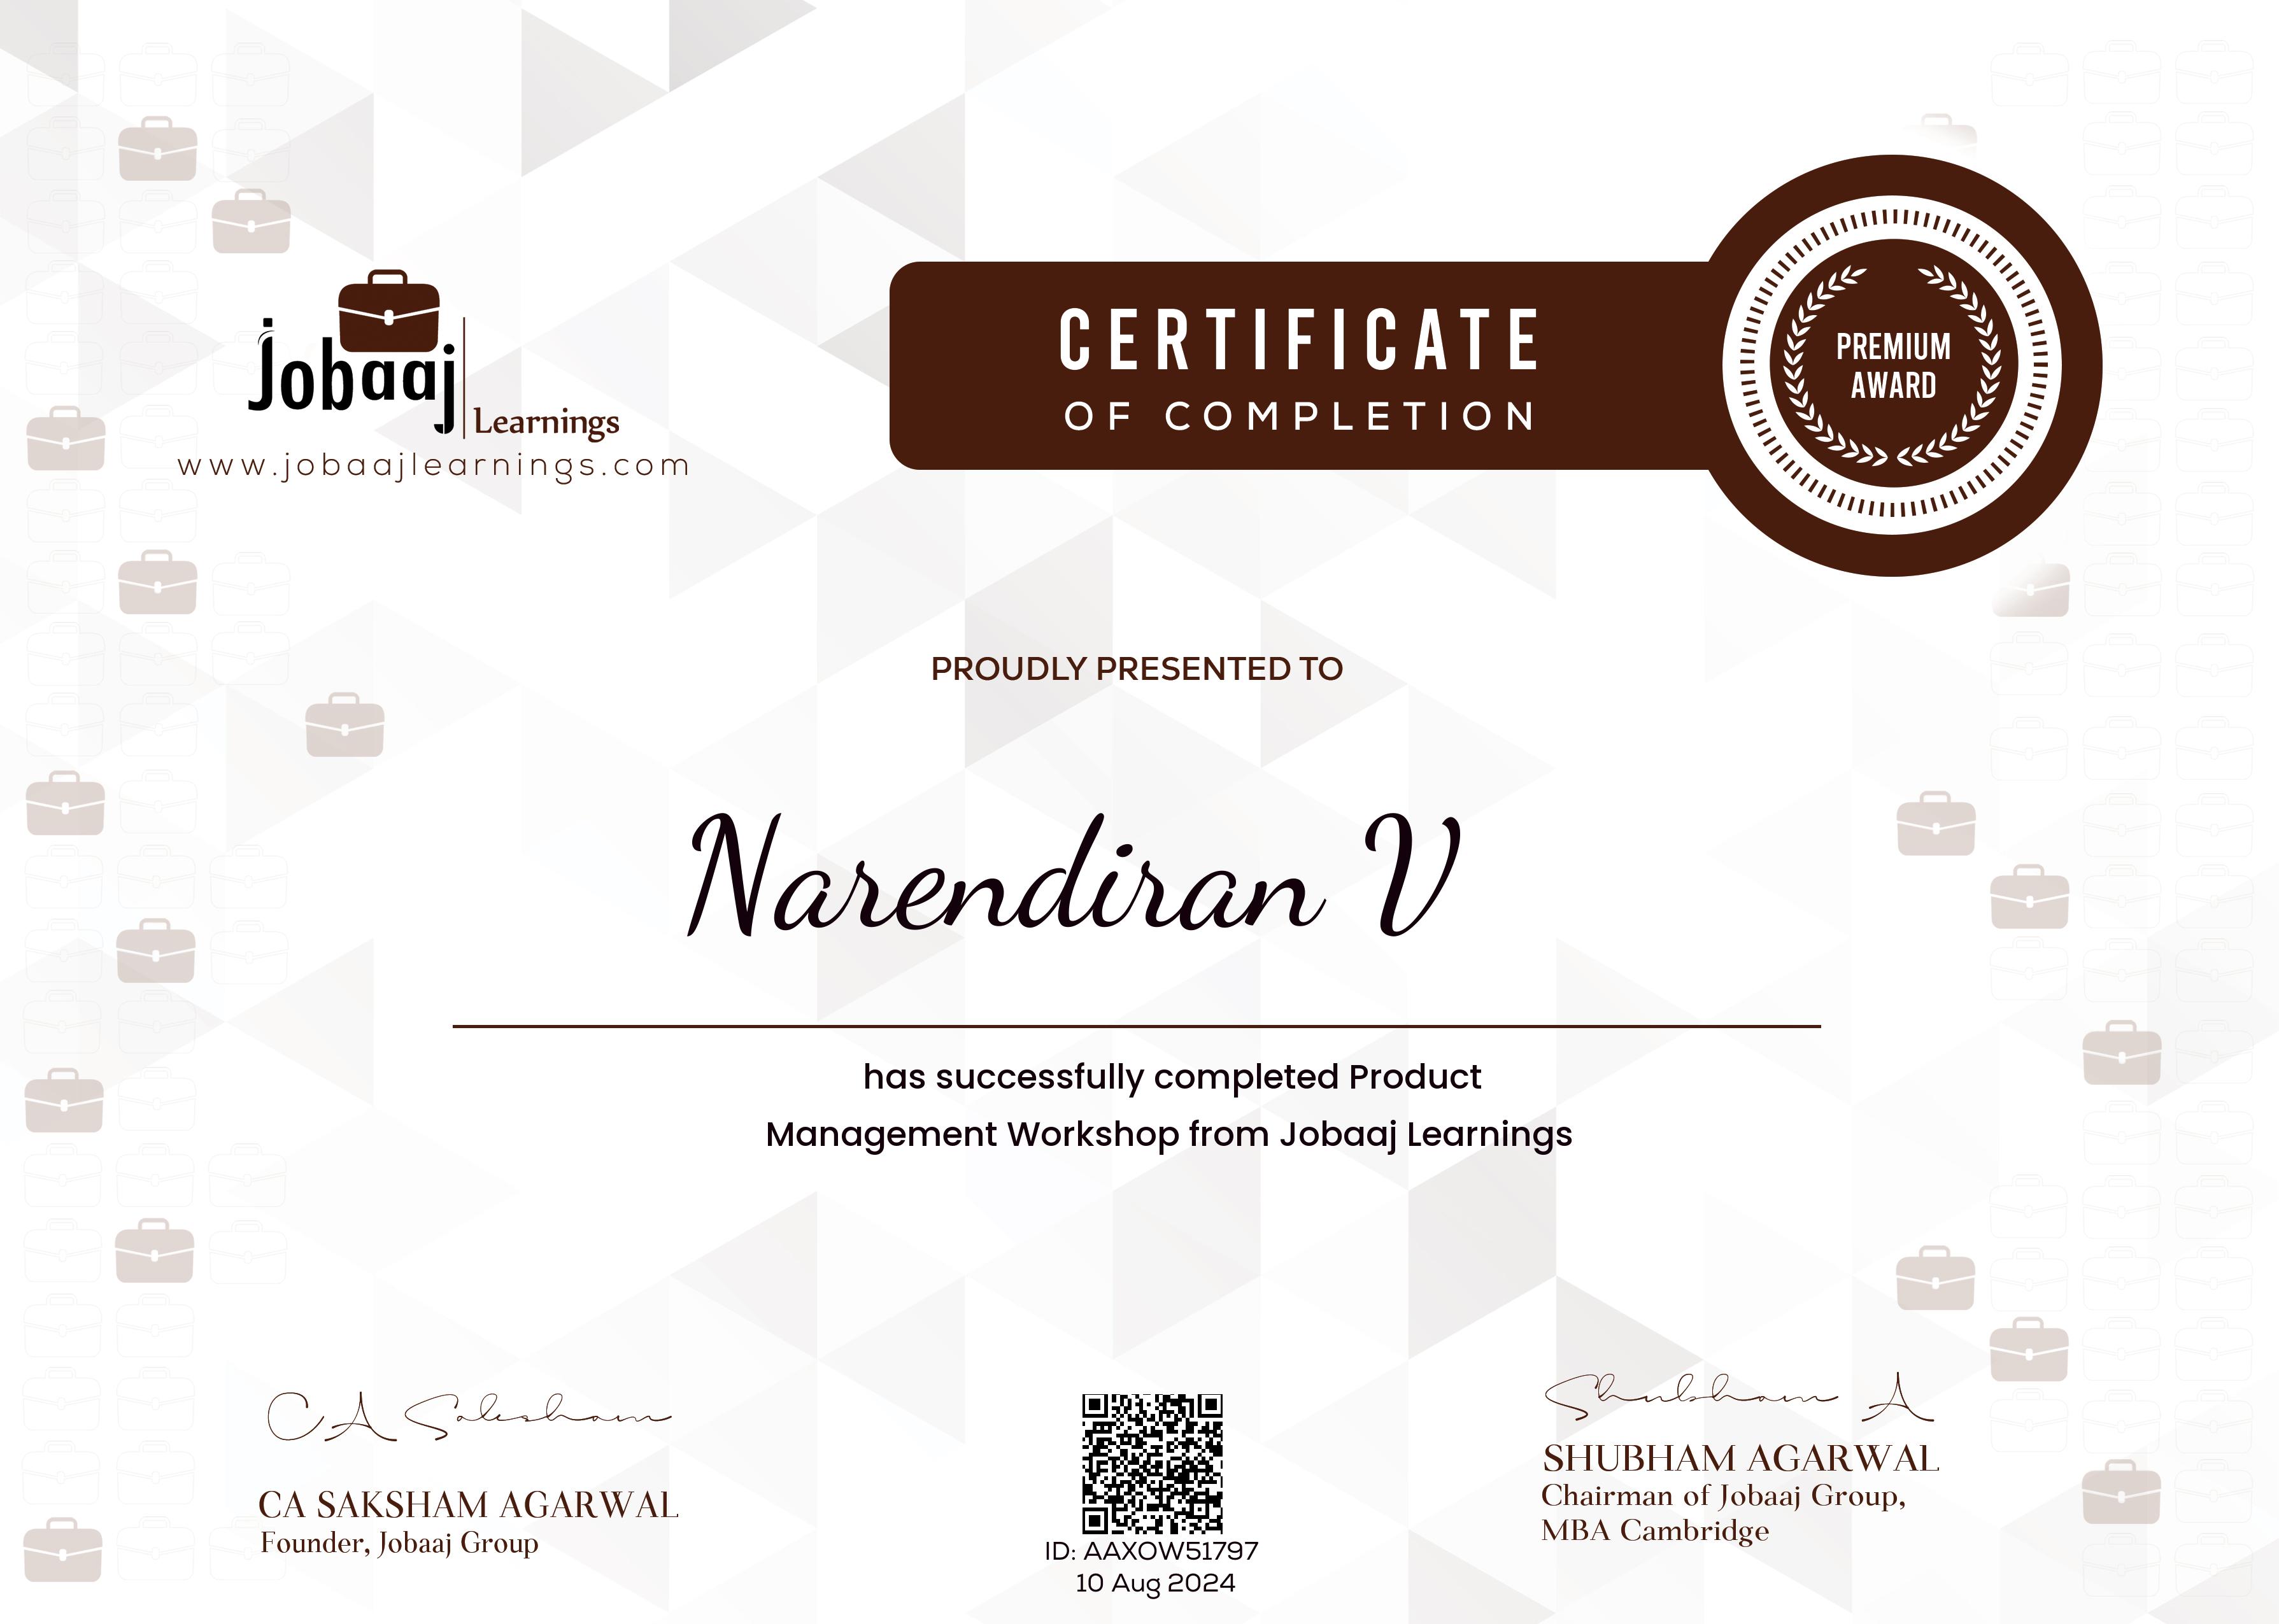 Jobaaj
Learnings
www.jobaajlearnings.com
CERTIFICATE
OF COMPLETION
PREMIUM
AWARD
PROUDLY PRESENTED TO
Narendiran V
has successfully completed Product
Management Workshop from Jobaaj Learnings
CA Saksham
CA SAKSHAM AGARWAL
Founder, Jobaaj Group
ID: AAXOW51797
10 Aug 2024
Shubham A
SHUBHAM AGARWAL
Chairman of Jobaaj Group,
MBA Cambridge